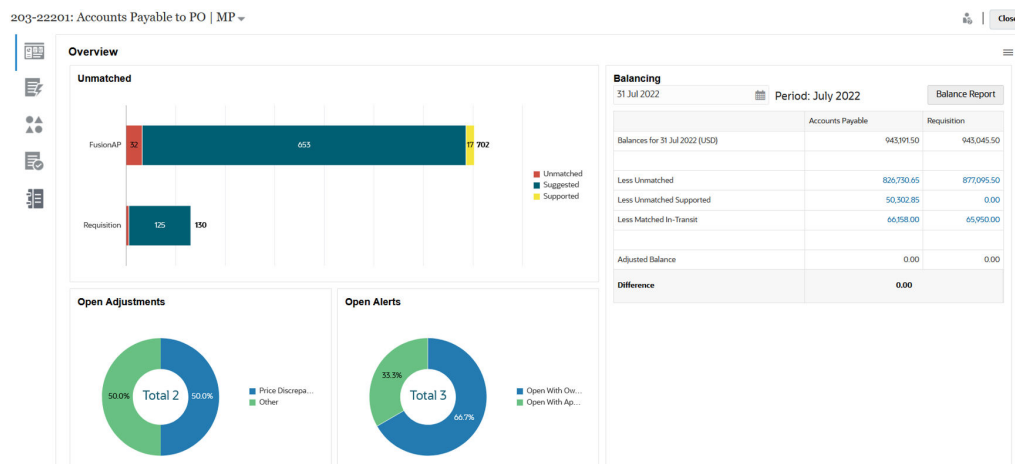 203-22201: Accounts Payable to PO | MP
Close
Overview
Unmatched
FusionAP
32
653
17
702
Requisition
125
130
Unmatched
Suggested
Supported
Balancing
31 Jul 2022
Period: July 2022
Balance Report
Accounts Payable Requisition
Balances for 31 Jul 2022 (USD) 943,191.50 943,045.50
Less Unmatched 826,730.65 877,095.50
Less Unmatched Supported 50,302.85 0.00
Less Matched In-Transit 66,158.00 65,950.00
Adjusted Balance 0.00 0.00
Difference 0.00
Open Adjustments
50.0%
Total 2
50.0%
Price Discrepa...
Other
Open Alerts
33.3%
Total 3
66.7%
Open With Ow...
Open With Ap...